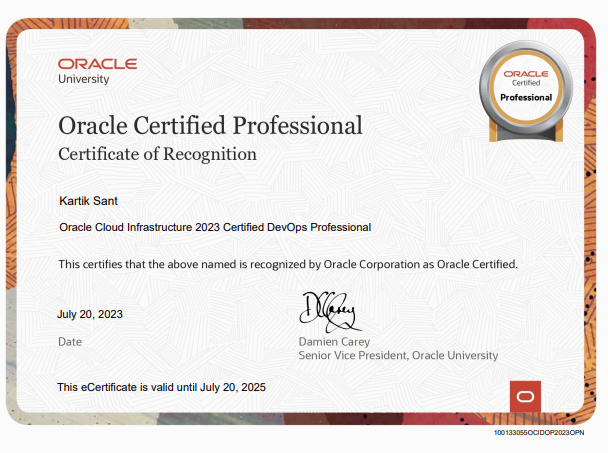 ORACLE
University
ORACLE
Certified
Professional
Oracle Certified Professional
Certificate of Recognition
Kartik Sant
Oracle Cloud Infrastructure 2023 Certified DevOps Professional
This certifies that the above named is recognized by Oracle Corporation as Oracle Certified.
July 20, 2023
DCarey
Date
Damien Carey
Senior Vice President, Oracle University
This eCertificate is valid until July 20, 2025
100133055OCIDOP2023OPN